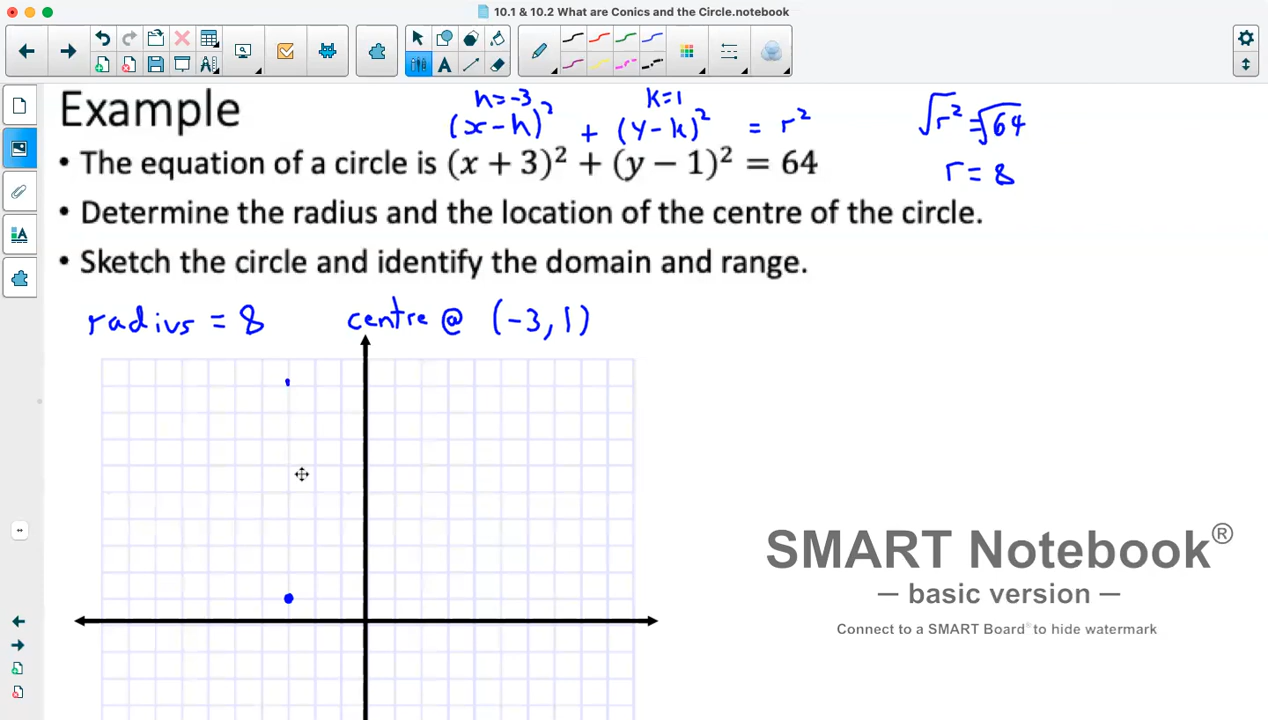 10.1 & 10.2 What are Conics and the Circle.notebook
Example
h=-3 k=1
(x-h)² + (y-k)² = r²
√r² = √64
• The equation of a circle is (x + 3)² + (y − 1)² = 64
r = 8
• Determine the radius and the location of the centre of the circle.
• Sketch the circle and identify the domain and range.
radius = 8 centre @ (-3, 1)
SMART Notebook®
— basic version —
Connect to a SMART Board® to hide watermark